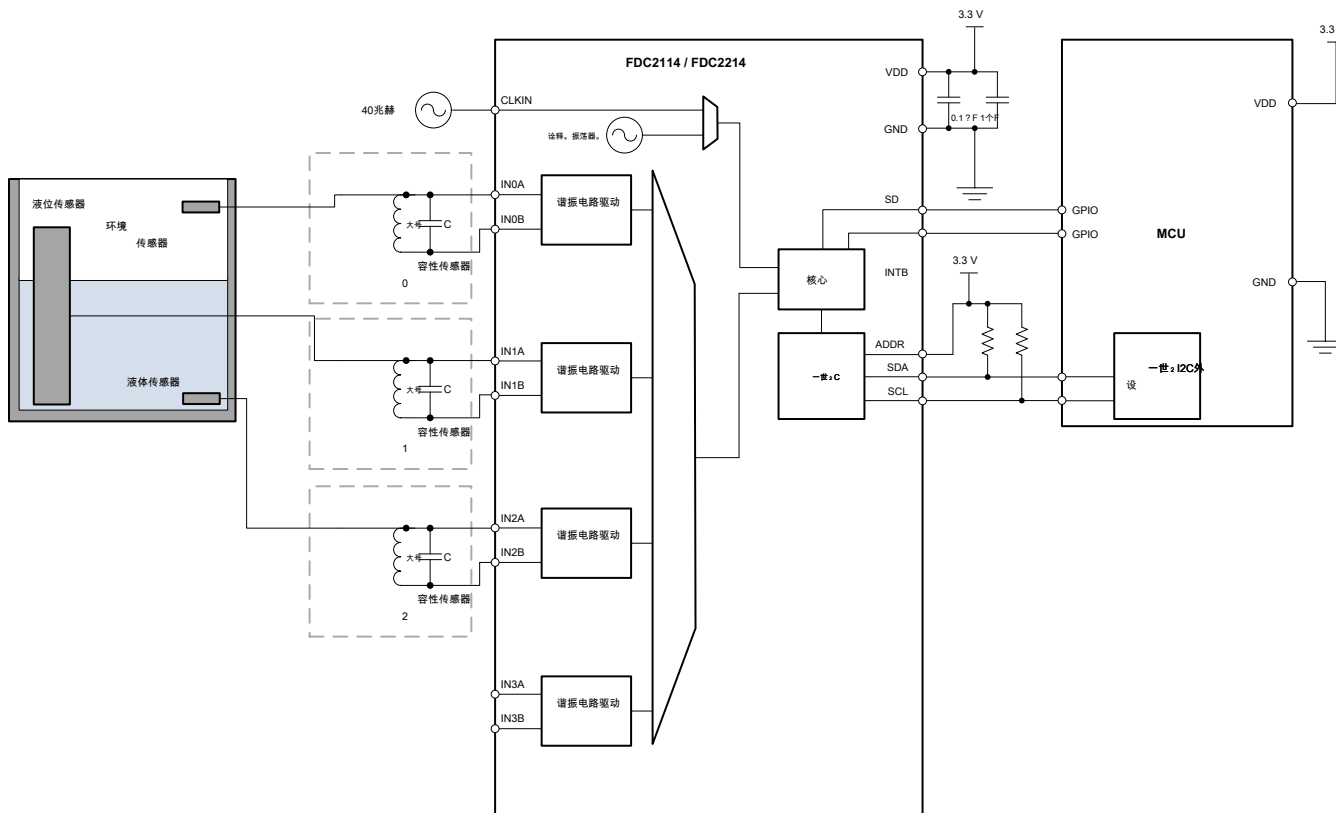 3.3 V
3.3
FDC2114 / FDC2214
VDD
40兆赫
CLKIN
VDD
0.1 ? F 1个F
诠释。振荡器。
GND
液位传感器
环境
传感器
IN0A
谐振电路驱动
SD
GPIO
大号
C
IN0B
GPIO
MCU
容性传感器
0
核心
INTB
3.3 V
GND
IN1A
谐振电路驱动
ADDR
液体传感器
大号
C
IN1B
一世₂C
SDA
设
一世₂ I2C外
SCL
容性传感器
1
IN2A
谐振电路驱动
大号
C
IN2B
容性传感器
2
IN3A
谐振电路驱动
IN3B